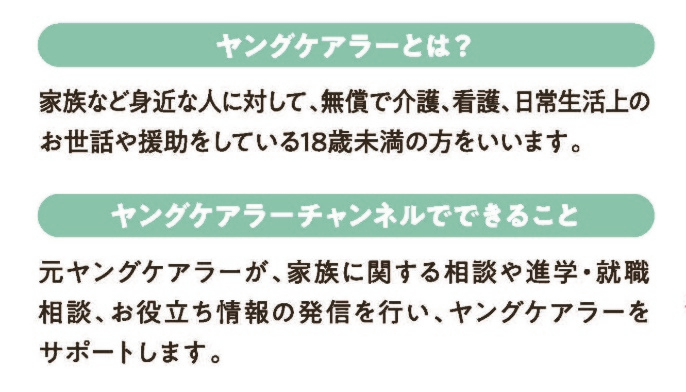 ヤングケアラーとは？
家族など身近な人に対して、無償で介護、看護、日常生活上の
お世話や援助をしている18歳未満の方をいいます。
ヤングケアラーチャンネルでできること
元ヤングケアラーが、家族に関する相談や進学・就職
相談、お役立ち情報の発信を行い、ヤングケアラーを
サポートします。